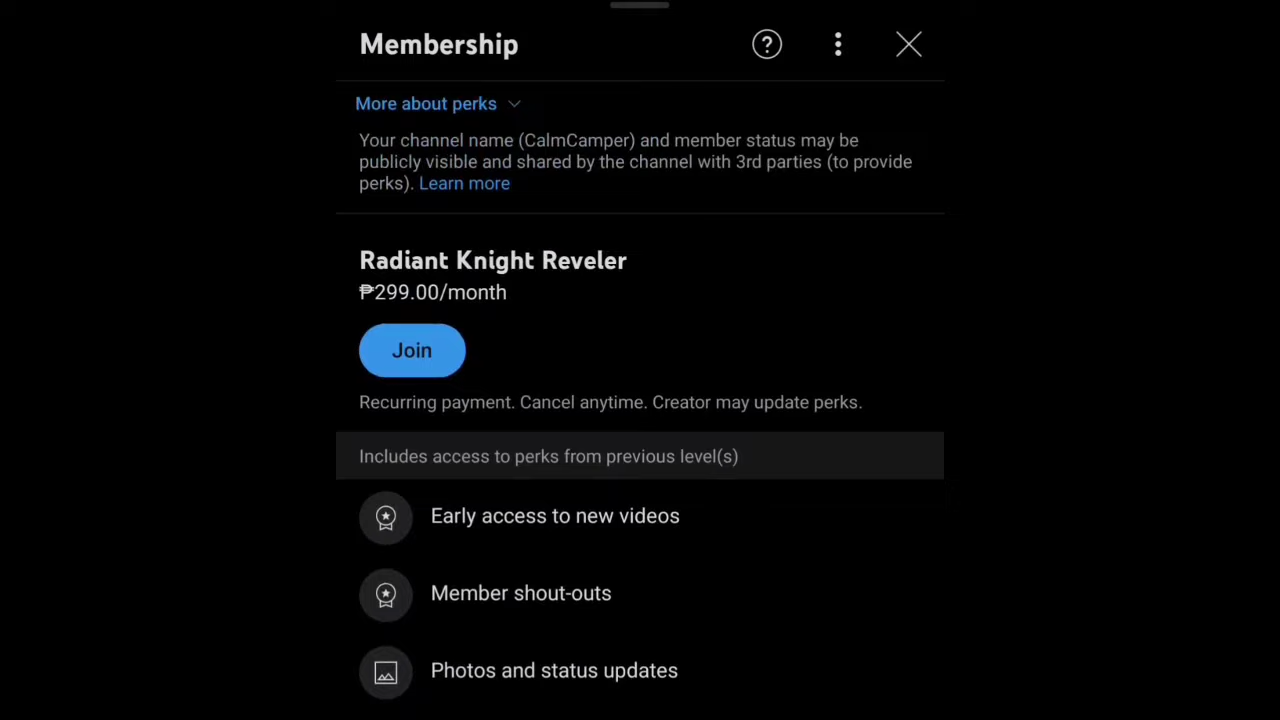 Membership
More about perks
Your channel name (CalmCamper) and member status may be
publicly visible and shared by the channel with 3rd parties (to provide
perks). Learn more
Radiant Knight Reveler
₱299.00/month
Join
Recurring payment. Cancel anytime. Creator may update perks.
Includes access to perks from previous level(s)
Early access to new videos
Member shout-outs
Photos and status updates